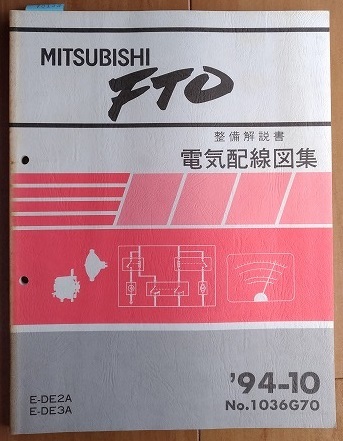 MITSUBISHI
FTO
整備解説書
電気配線図集
'94-10
No.1036G70
E-DE2A
E-DE3A